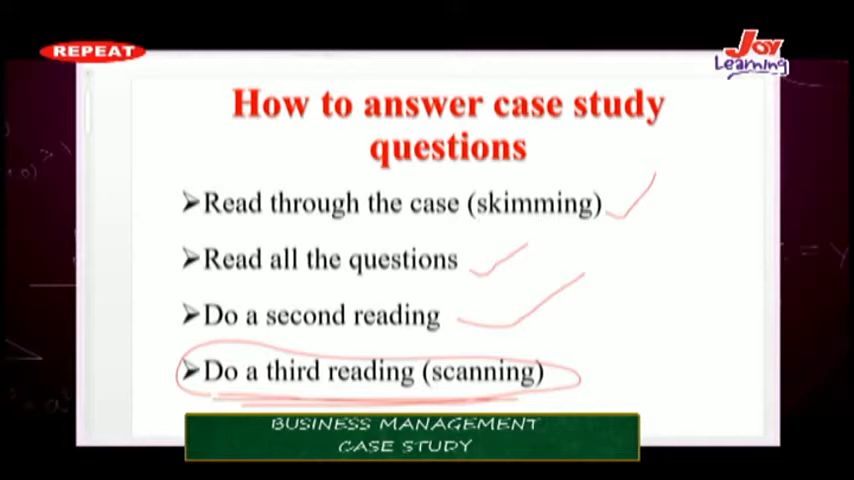 REPEAT
Joy
Learning
How to answer case study
questions
➢Read through the case (skimming)
➢Read all the questions
➢Do a second reading
➢Do a third reading (scanning)
BUSINESS MANAGEMENT
CASE STUDY